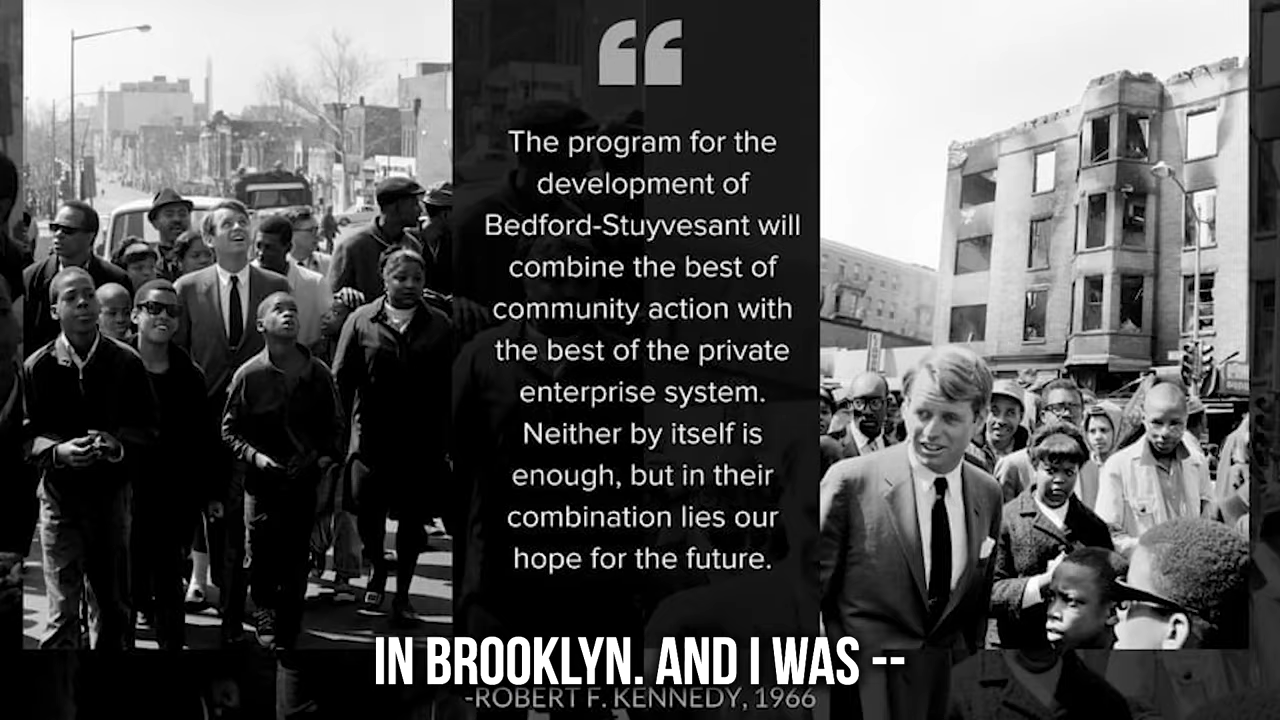 The program for the
development of
Bedford-Stuyvesant will
combine the best of
community action with
the best of the private
enterprise system.
Neither by itself is
enough, but in their
combination lies our
hope for the future.
IN BROOKLYN. AND I WAS --
-ROBERT F. KENNEDY, 1966